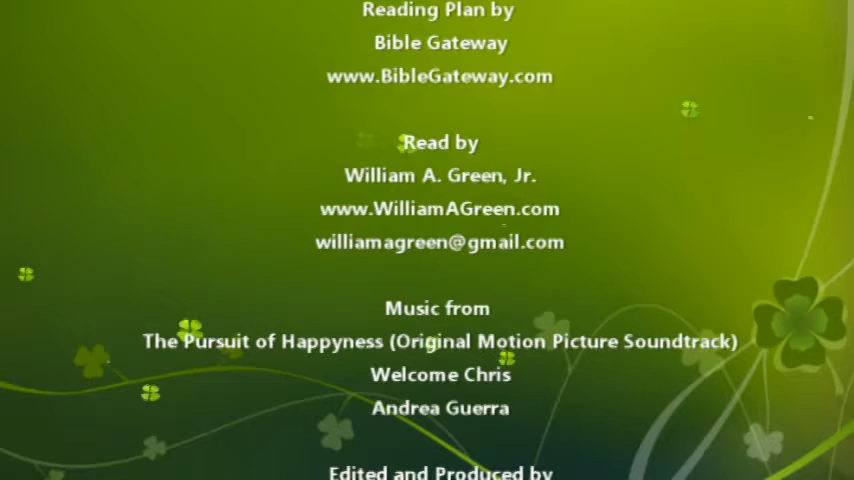 Reading Plan by
Bible Gateway
www.BibleGateway.com
Read by
William A. Green, Jr.
www.WilliamAGreen.com
williamagreen@gmail.com
Music from
The Pursuit of Happyness (Original Motion Picture Soundtrack)
Welcome Chris
Andrea Guerra
Edited and Produced by